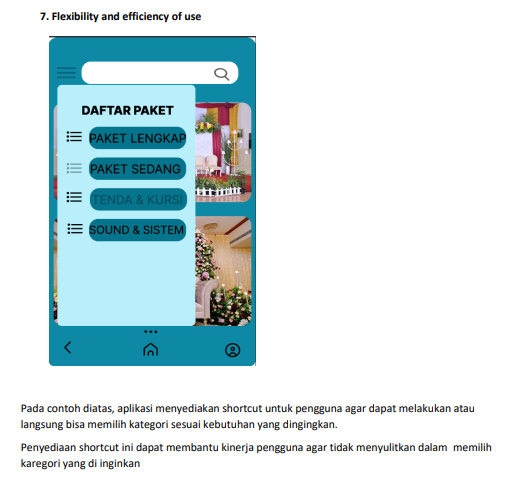 7. Flexibility and efficiency of use
DAFTAR PAKET
PAKET LENGKAP
PAKET SEDANG
TENDA & KURSI
SOUND & SISTEM
Pada contoh diatas, aplikasi menyediakan shortcut untuk pengguna agar dapat melakukan atau
langsung bisa memilih kategori sesuai kebutuhan yang dingingkan.
Penyediaan shortcut ini dapat membantu kinerja pengguna agar tidak menyulitkan dalam memilih
karegori yang di inginkan